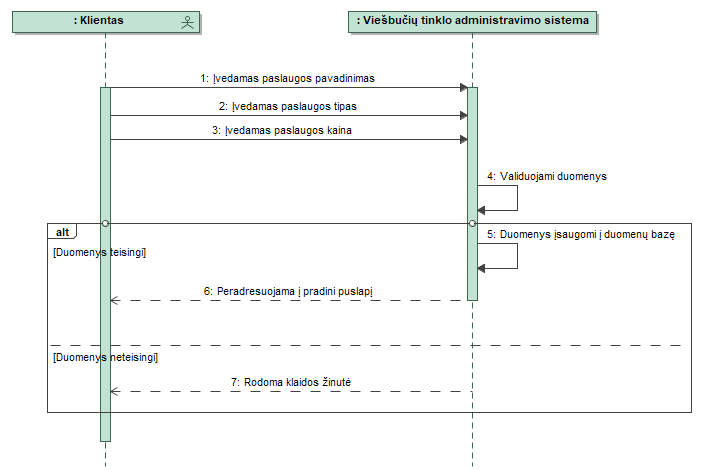 : Klientas
: Viešbučių tinklo administravimo sistema
1: Įvedamas paslaugos pavadinimas
2: Įvedamas paslaugos tipas
3: Įvedamas paslaugos kaina
4: Validuojami duomenys
alt
5: Duomenys įsaugomi į duomenų bazę
[Duomenys teisingi]
6: Peradresuojama į pradini puslapį
[Duomenys neteisingi]
7: Rodoma klaidos žinutė